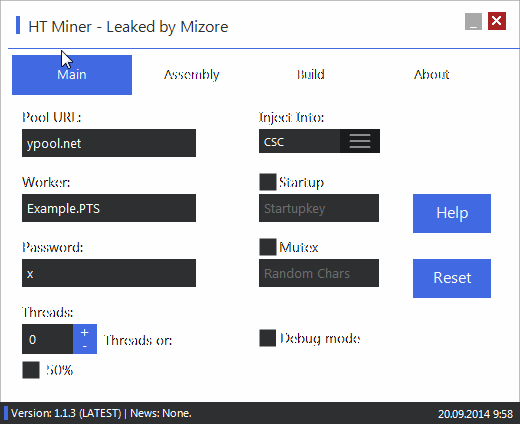 HT Miner - Leaked by Mizore
Main Assembly Build About
Pool URL: Inject Into:
ypool.net CSC
Worker: Startup
Example.PTS Startupkey Help
Password: Mutex
x Random Chars Reset
Threads:
0 + - Threads or: Debug mode
50%
Version: 1.1.3 (LATEST) | News: None. 20.09.2014 9:58